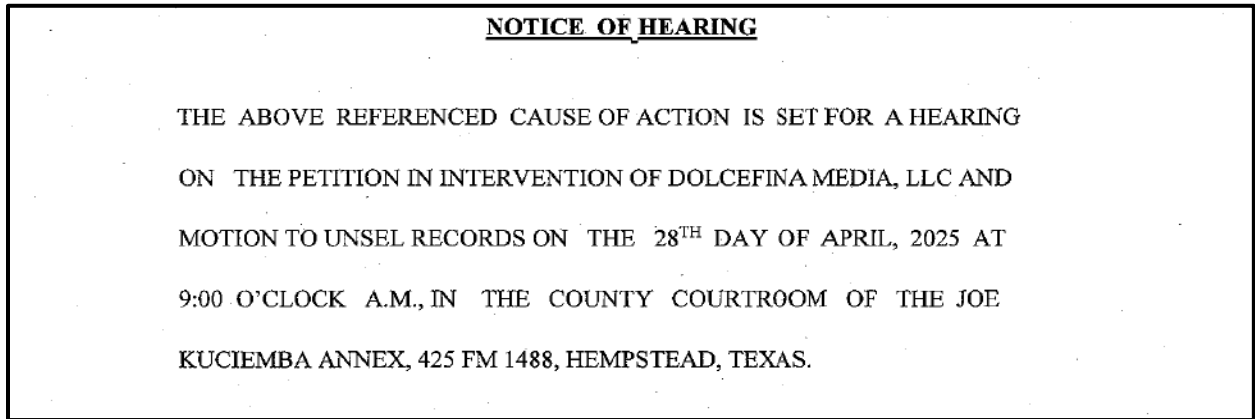 NOTICE OF HEARING
THE ABOVE REFERENCED CAUSE OF ACTION IS SET FOR A HEARING
ON THE PETITION IN INTERVENTION OF DOLCEFINA MEDIA, LLC AND
MOTION TO UNSEL RECORDS ON THE 28TH DAY OF APRIL, 2025 AT
9:00 O'CLOCK A.M., IN THE COUNTY COURTROOM OF THE JOE
KUCIEMBA ANNEX, 425 FM 1488, HEMPSTEAD, TEXAS.